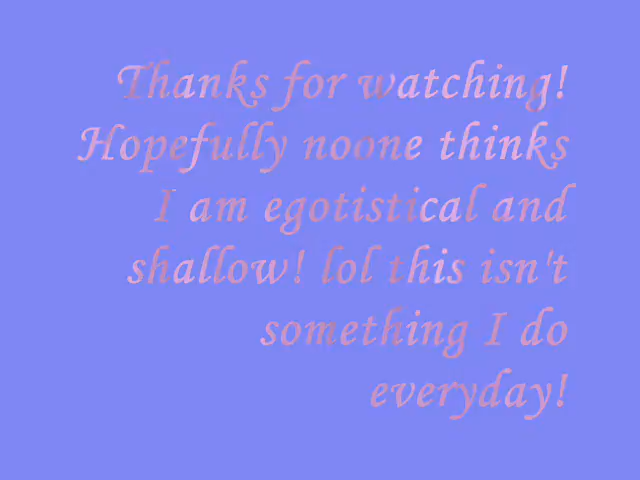 Thanks for watching!
Hopefully noone thinks
I am egotistical and
shallow! lol this isn't
something I do
everyday!